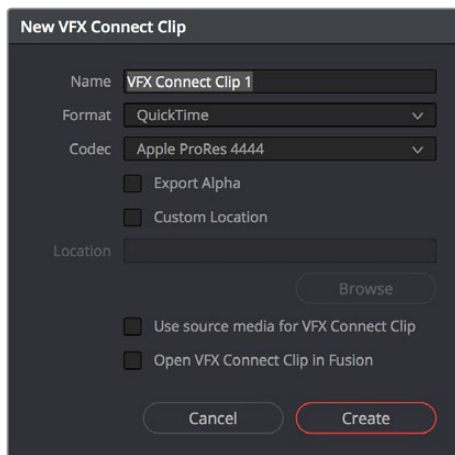 New VFX Connect Clip
Name VFX Connect Clip 1
Format QuickTime
Codec Apple ProRes 4444
Export Alpha
Custom Location
Location
Browse
Use source media for VFX Connect Clip
Open VFX Connect Clip in Fusion
Cancel Create